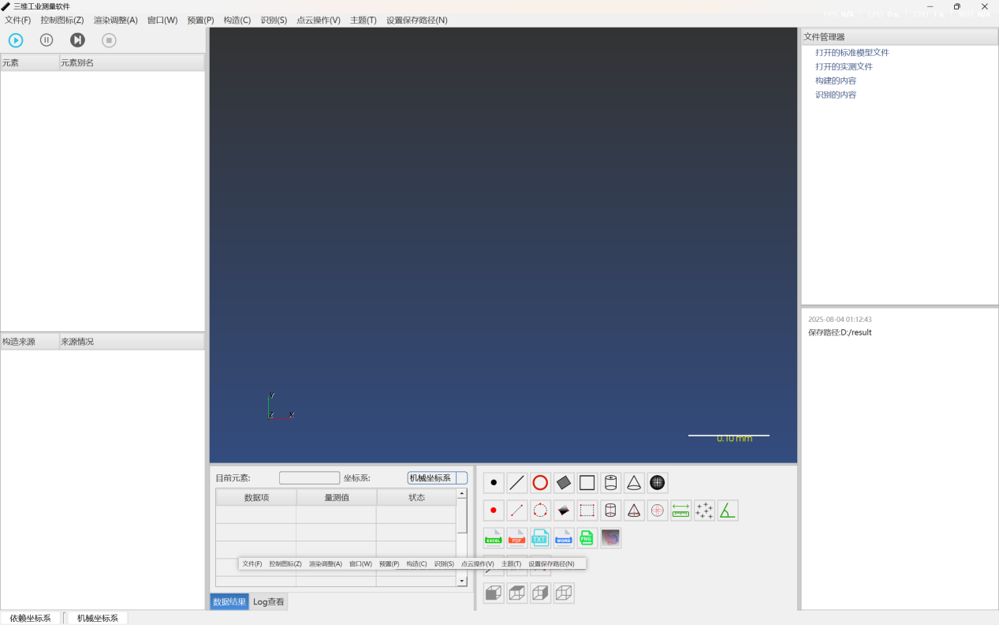 三维工业测量软件
文件(F) 控制图标(Z) 渲染调整(A) 窗口(W) 预置(P) 构造(C) 识别(S) 点云操作(V) 主题(T) 设置保存路径(N)
元素 元素别名
构造来源 来源情况
Y
Z X
0.10 mm
目前元素: 坐标系: 机械坐标系
数据项 量测值 状态
EXCEL PDF TXT WORD PNG
文件(F) 控制图标(Z) 渲染调整(A) 窗口(W) 预置(P) 构造(C) 识别(S) 点云操作(V) 主题(T) 设置保存路径(N)
数据结果 Log查看
文件管理器
打开的标准模型文件
打开的实测文件
构建的内容
识别的内容
2025-08-04 01:12:43
保存路径:D:/result
依赖坐标系 机械坐标系